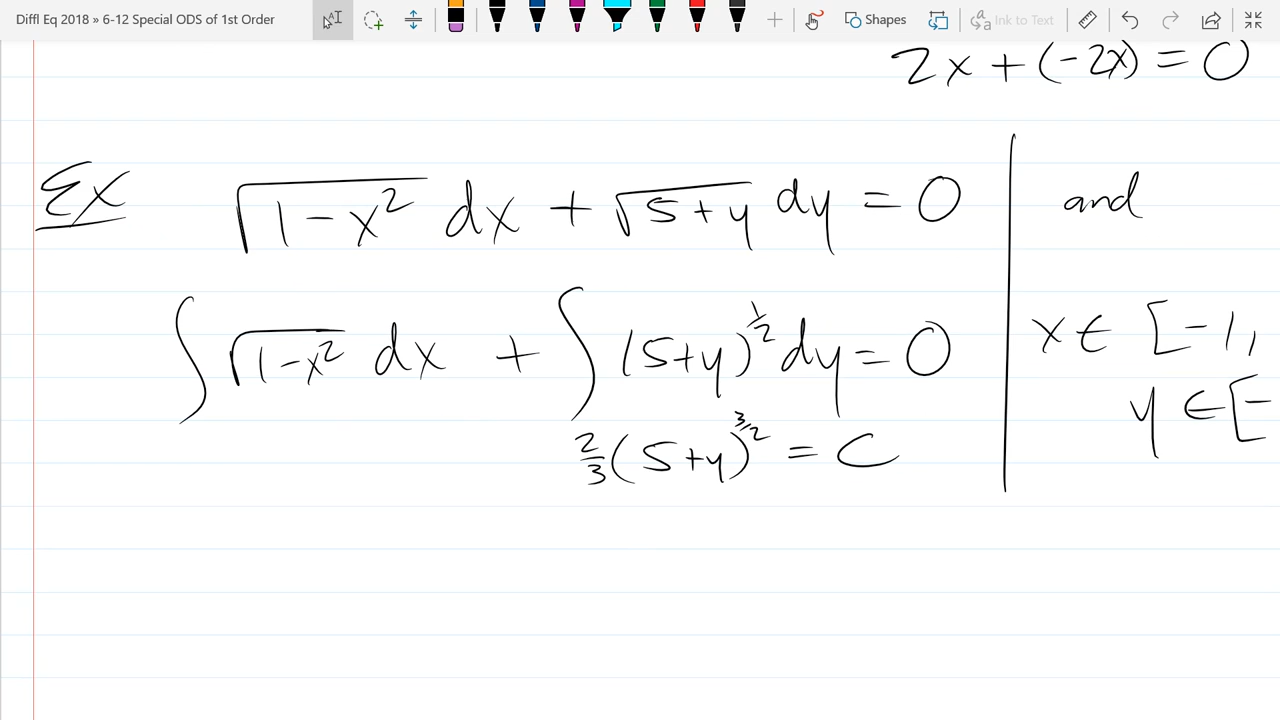 Diffl Eq 2018 » 6-12 Special ODS of 1st Order
Shapes
Ink to Text
2x + (-2x) = 0
Ex √(1-x²) dx + √(5+y) dy = 0
and
∫ √(1-x²) dx + ∫ (5+y)^(1/2) dy = 0
x ∈ [-1,
y ∈ [-
2/3 (5+y)^(3/2) = C